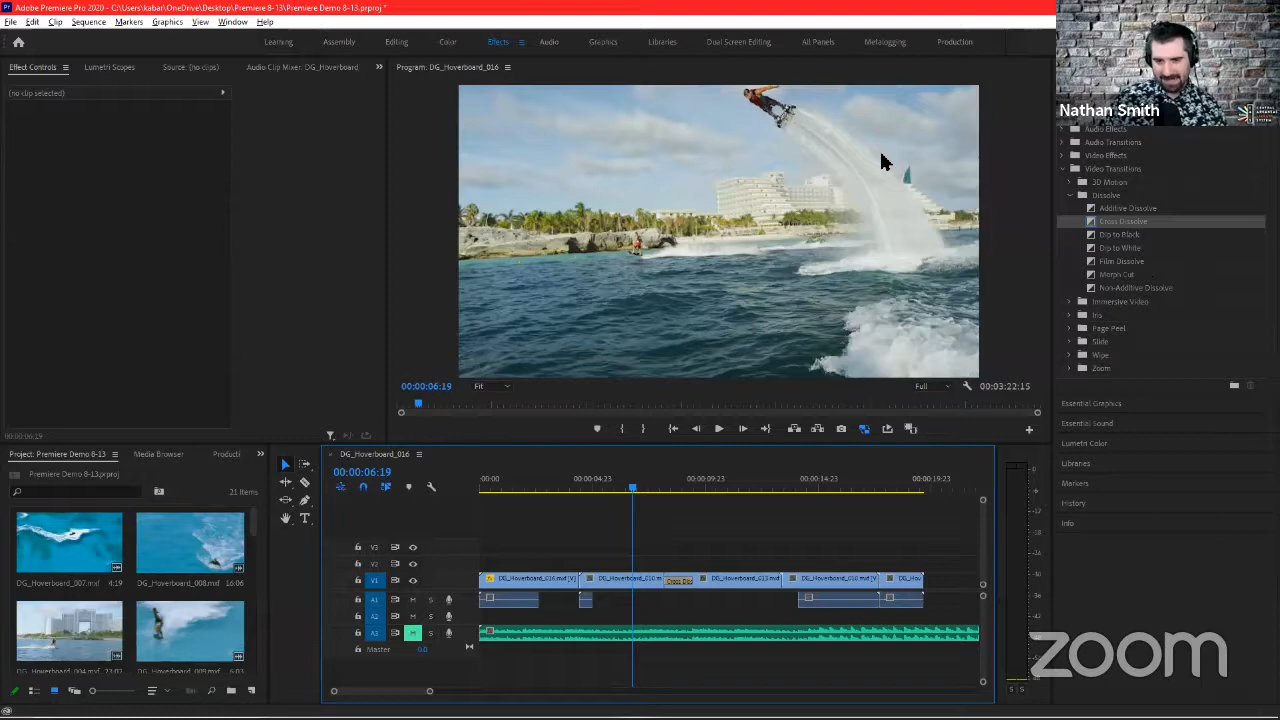 Adobe Premiere Pro 2020 - C:\Users\kabar\OneDrive\Desktop\Premiere 8-13\Premiere Demo 8-13.prproj *
File Edit Clip Sequence Markers Graphics View Window Help
Learning Assembly Editing Color Effects Audio Graphics Libraries Dual Screen Editing All Panels Metalogging Production
Effect Controls Lumetri Scopes Source: (no clips) Audio Clip Mixer: DG_Hoverboard Program: DG_Hoverboard_016
(no clip selected)
Nathan Smith
Audio Effects
Audio Transitions
Video Effects
Video Transitions
3D Motion
Dissolve
Additive Dissolve
Cross Dissolve
Dip to Black
Dip to White
Film Dissolve
Morph Cut
Non-Additive Dissolve
Immersive Video
Iris
Page Peel
Slide
Wipe
Zoom
00:00:06:19 Fit Full 00:03:22:15
Essential Graphics
Essential Sound
Lumetri Color
Libraries
Markers
History
Info
00:00:06:19
Project: Premiere Demo 8-13 Media Browser Producti
Premiere Demo 8-13.prproj
21 Items
DG_Hoverboard_007.mxf 4:19
DG_Hoverboard_008.mxf 16:06
DG_Hoverboard_004.mxf 23:02
DG_Hoverboard_009.mxf 6:03
DG_Hoverboard_016
00:00:06:19
:00:00 00:00:04:23 00:00:09:23 00:00:14:23 00:00:19:23
V3
V2
V1 DG_Hoverboard_016.mxf [V] DG_Hoverboard_010.m Cross Dis DG_Hoverboard_013.mxf DG_Hoverboard_010.mxf [V DG_Hov
A1 M S
A2 M S
A3 M S
Master 0.0
S S
zoom